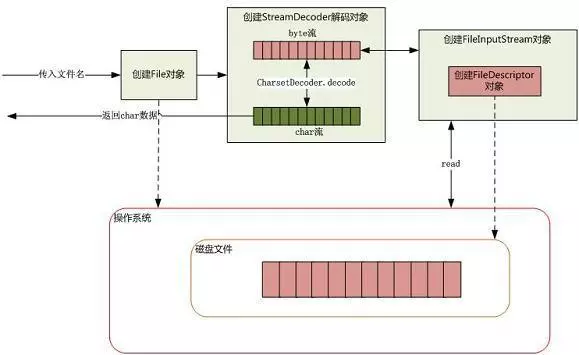 创建StreamDecoder解码对象
byte流
创建FileInputStream对象
传入文件名
创建File对象
创建FileDescriptor
对象
CharsetDecoder.decode
返回char数据
char流
read
操作系统
磁盘文件